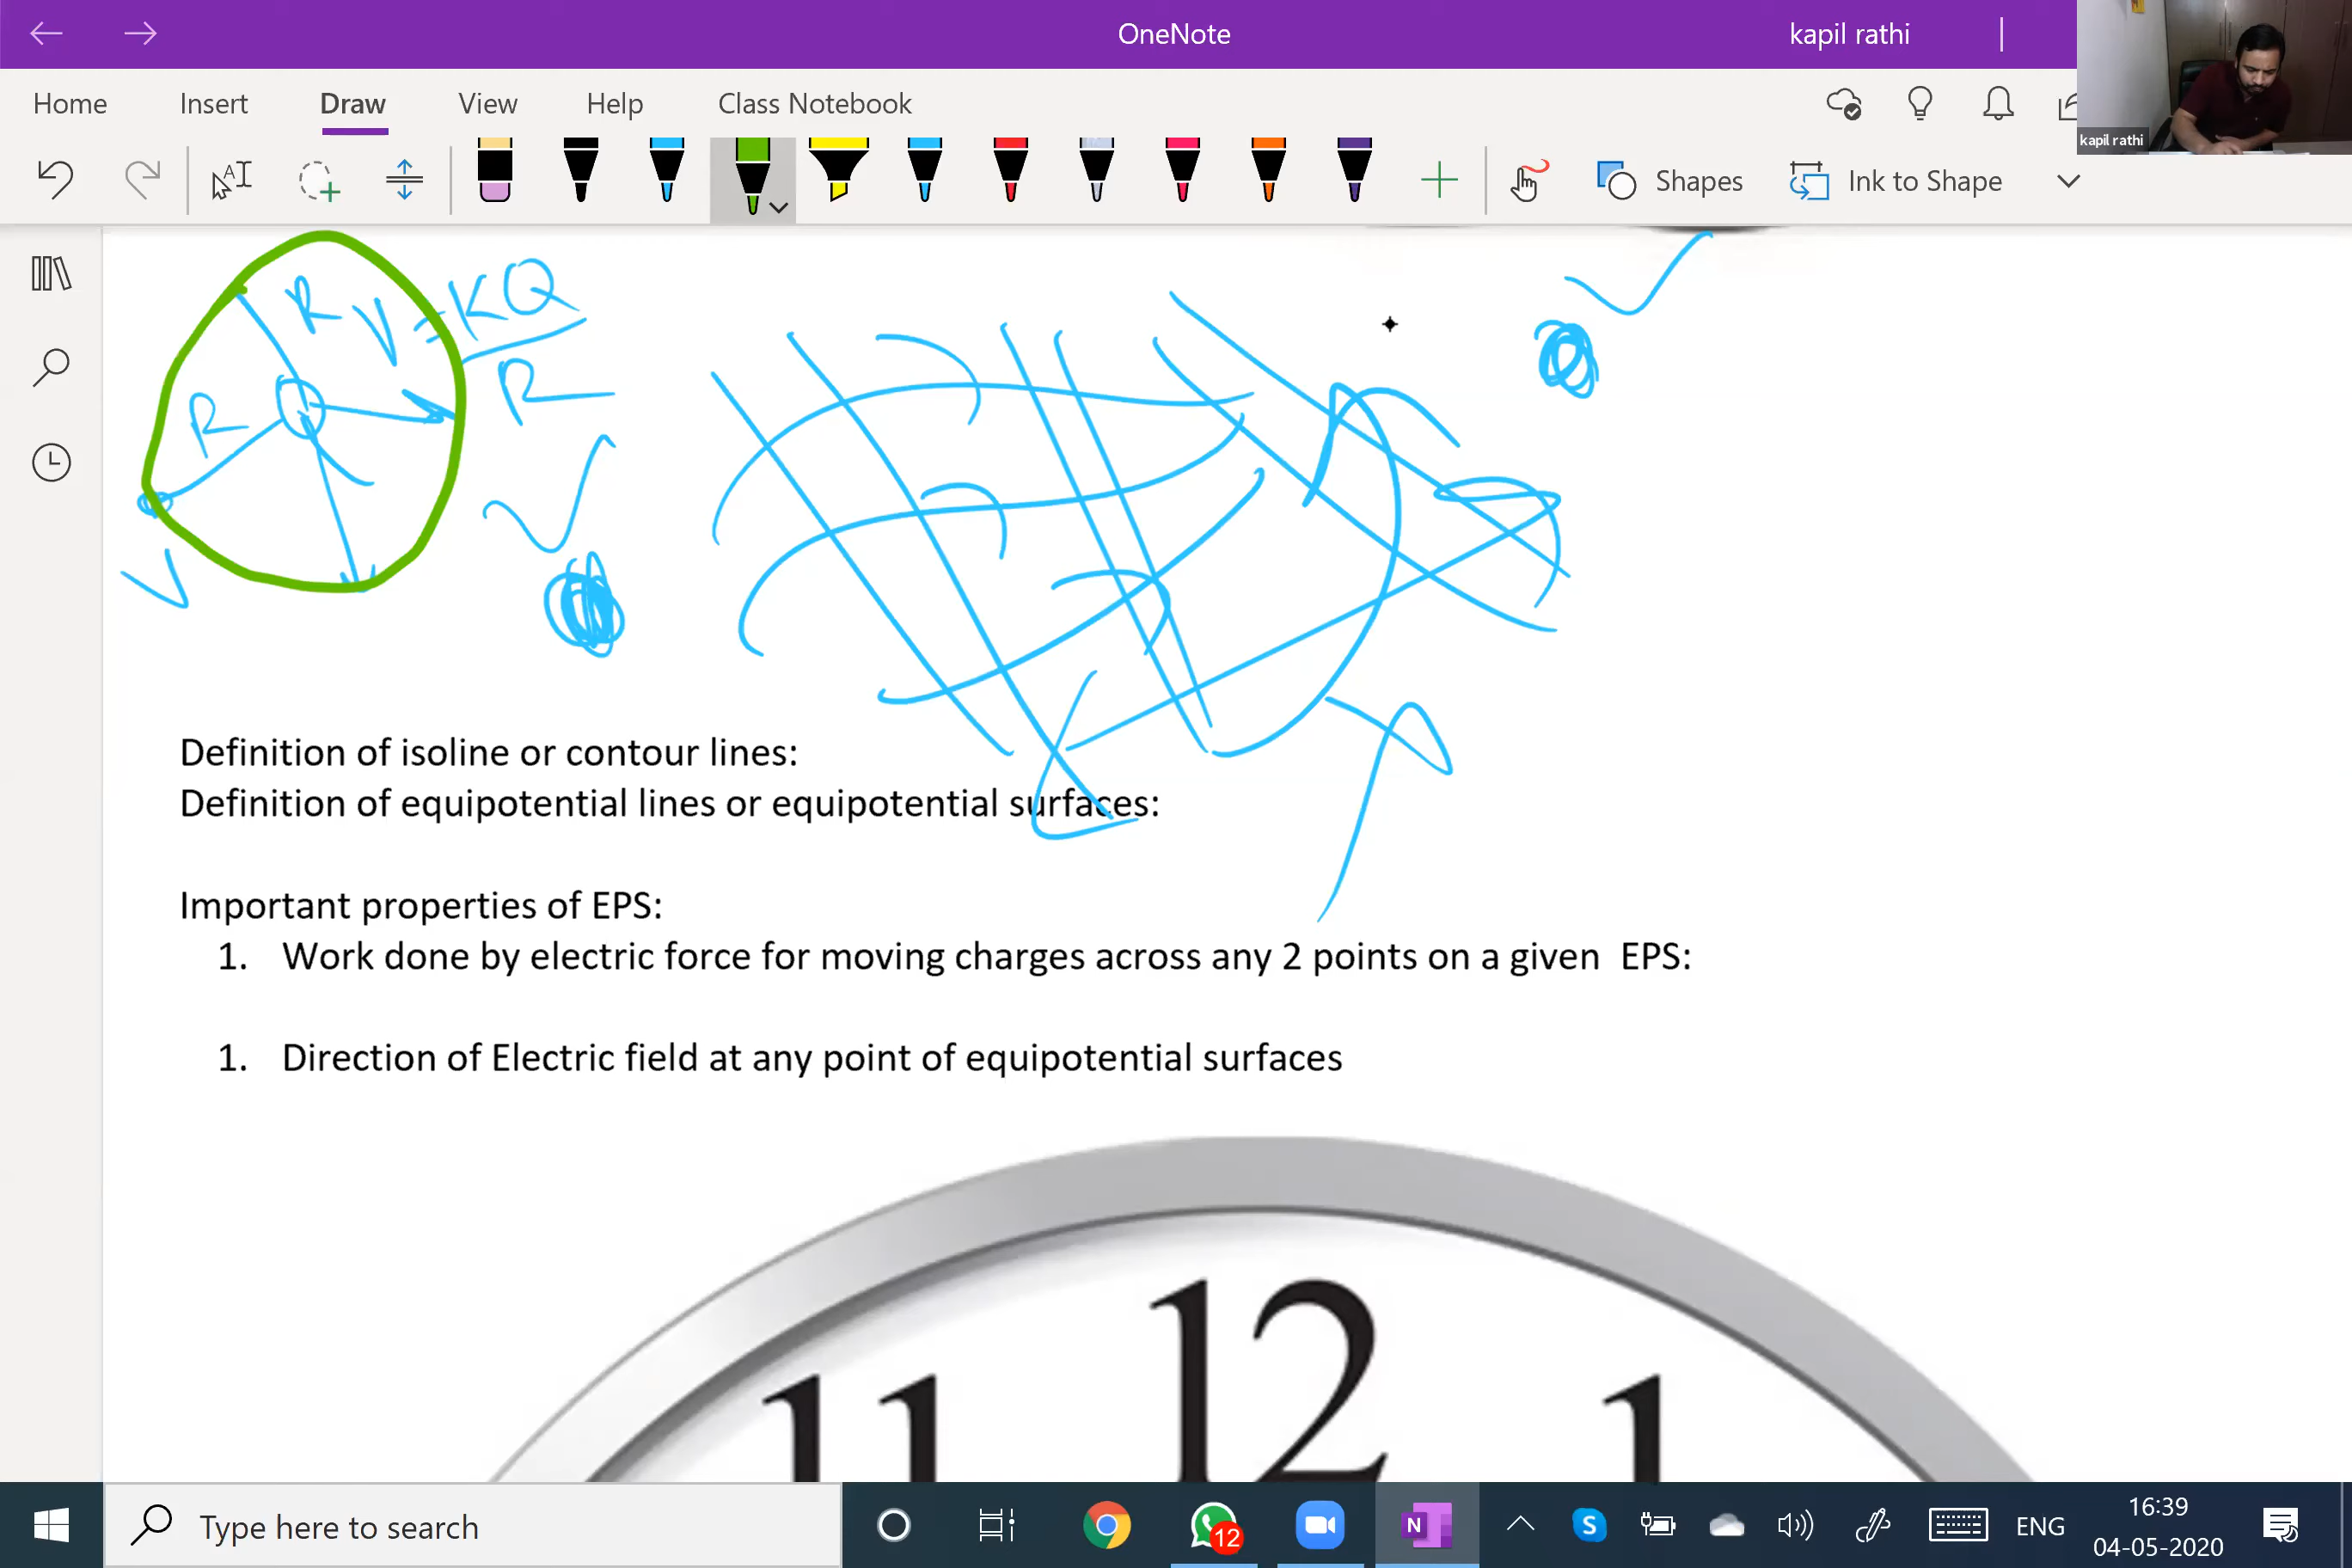 OneNote
kapil rathi
Home Insert Draw View Help Class Notebook
kapil rathi
Shapes Ink to Shape
R V = KQ
R
R
V
Definition of isoline or contour lines:
Definition of equipotential lines or equipotential surfaces:
Important properties of EPS:
1. Work done by electric force for moving charges across any 2 points on a given EPS:
1. Direction of Electric field at any point of equipotential surfaces
12
11 1
Type here to search
12
N
S
ENG
16:39
04-05-2020